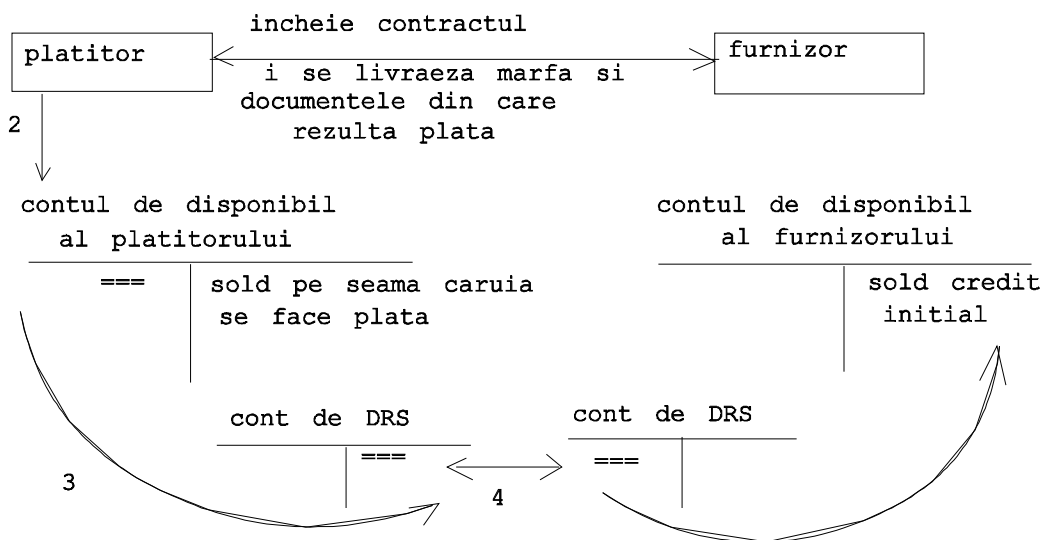 incheie contractul
platitor
furnizor
i se livraeza marfa si
documentele din care
rezulta plata
2
contul de disponibil
al platitorului
contul de disponibil
al furnizorului
===
sold pe seama caruia
se face plata
sold credit
initial
cont de DRS
===
cont de DRS
===
3
4